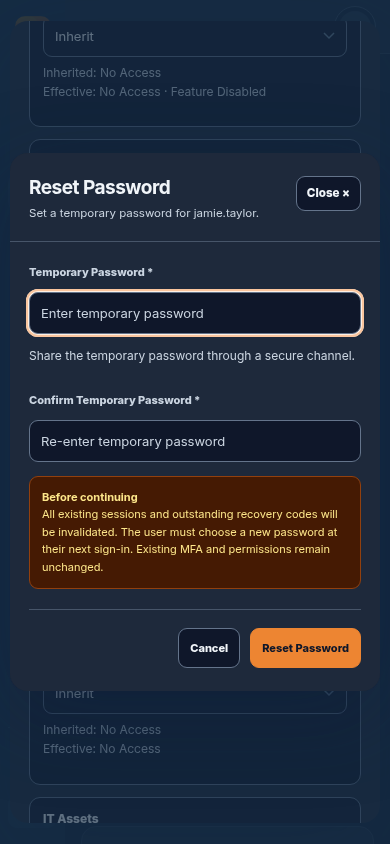 Inherit
Inherited: No Access
Effective: No Access · Feature Disabled
Reset Password
Close ×
Set a temporary password for jamie.taylor.
Temporary Password *
Enter temporary password
Share the temporary password through a secure channel.
Confirm Temporary Password *
Re-enter temporary password
Before continuing
All existing sessions and outstanding recovery codes will
be invalidated. The user must choose a new password at
their next sign-in. Existing MFA and permissions remain
unchanged.
Cancel
Reset Password
Inherit
Inherited: No Access
Effective: No Access
IT Assets